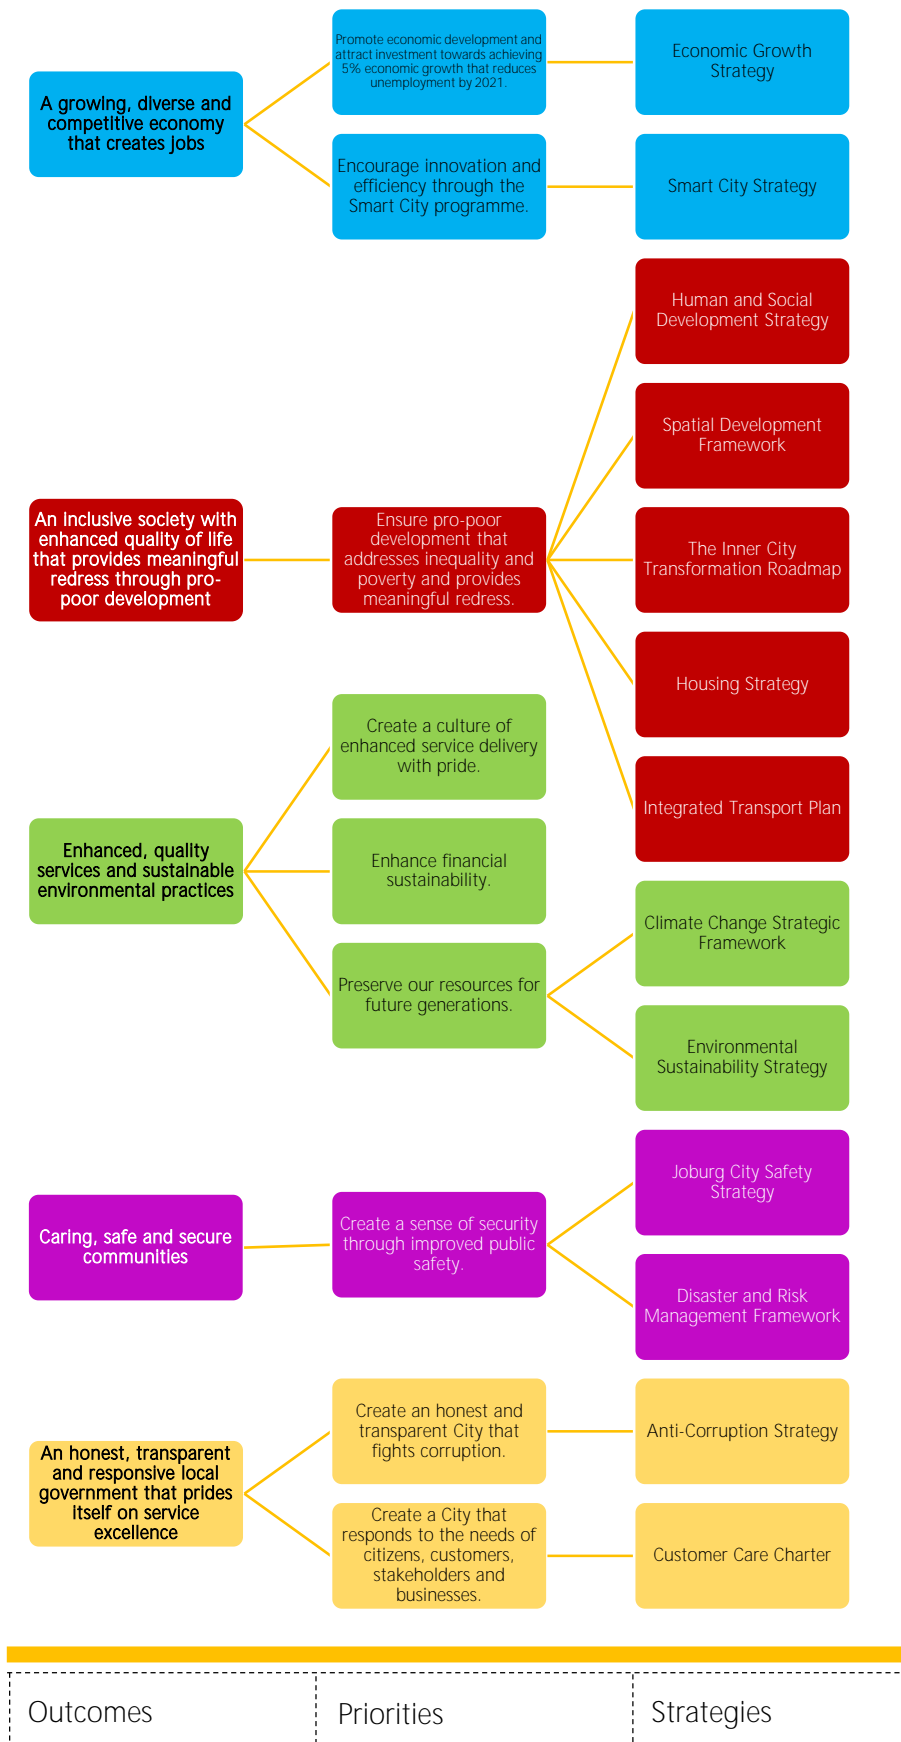 A growing, diverse and
competitive economy
that creates jobs
Promote economic development and
attract investment towards achieving
5% economic growth that reduces
unemployment by 2021.
Economic Growth
Strategy
Encourage innovation and
efficiency through the
Smart City programme.
Smart City Strategy
An inclusive society with
enhanced quality of life
that provides meaningful
redress through pro-
poor development
Ensure pro-poor
development that
addresses inequality and
poverty and provides
meaningful redress.
Human and Social
Development Strategy
Spatial Development
Framework
The Inner City
Transformation Roadmap
Housing Strategy
Integrated Transport Plan
Enhanced, quality
services and sustainable
environmental practices
Create a culture of
enhanced service delivery
with pride.
Enhance financial
sustainability.
Preserve our resources for
future generations.
Climate Change Strategic
Framework
Environmental
Sustainability Strategy
Caring, safe and secure
communities
Create a sense of security
through improved public
safety.
Joburg City Safety
Strategy
Disaster and Risk
Management Framework
An honest, transparent
and responsive local
government that prides
itself on service
excellence
Create an honest and
transparent City that
fights corruption.
Anti-Corruption Strategy
Create a City that
responds to the needs of
citizens, customers,
stakeholders and
businesses.
Customer Care Charter
Outcomes
Priorities
Strategies